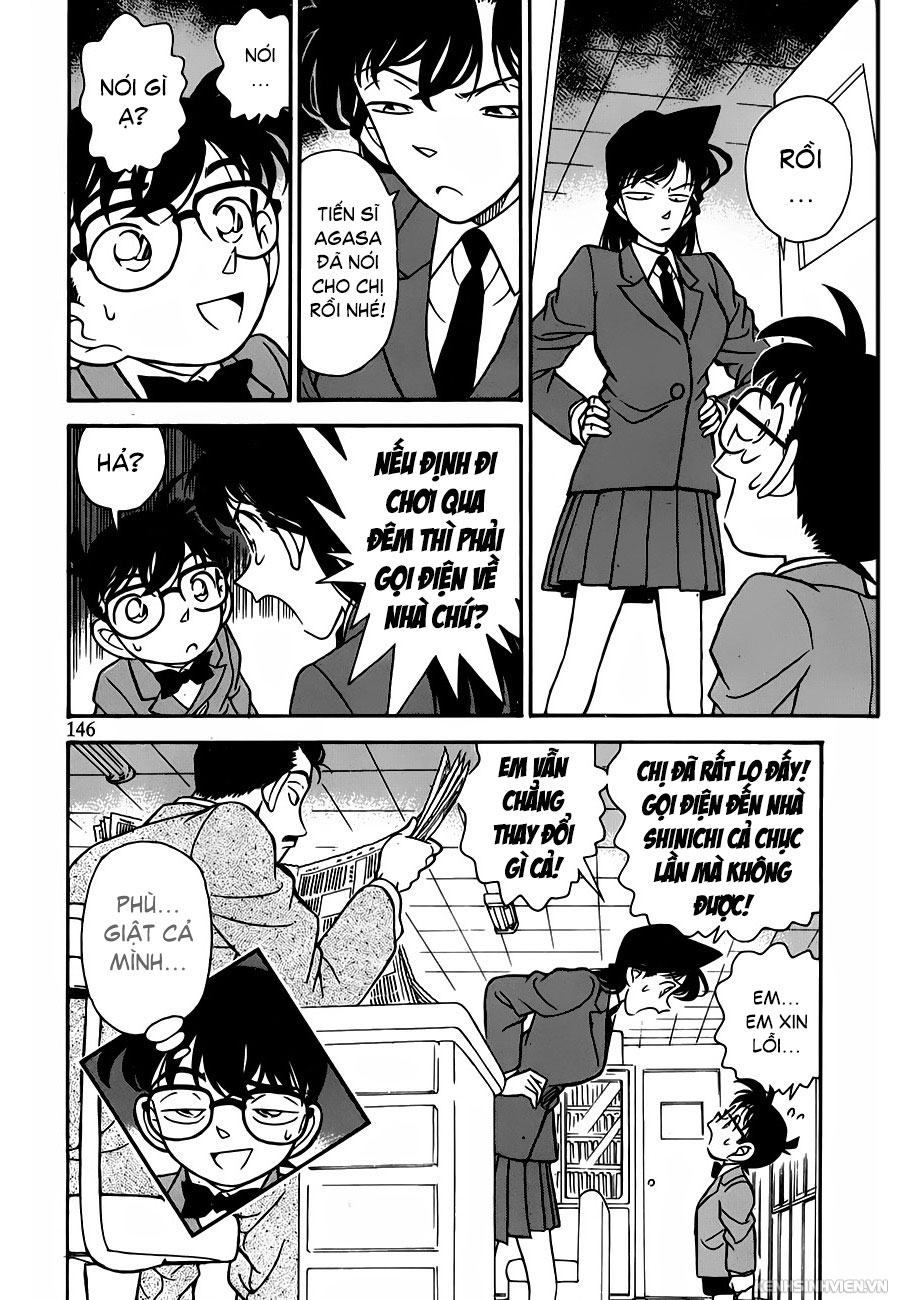 RỒI
...
TIẾN SĨ
AGASA
ĐÃ NÓI
CHO CHỊ
RỒI NHÉ!
NÓI
...
NÓI GÌ
Ạ?
NẾU ĐỊNH ĐI
CHƠI QUA
ĐÊM THÌ PHẢI
GỌI ĐIỆN VỀ
NHÀ CHỨ?
HẢ?
146
CHỊ ĐÃ RẤT LO ĐẤY!
GỌI ĐIỆN ĐẾN NHÀ
SHINICHI CẢ CHỤC
LẦN MÀ KHÔNG
ĐƯỢC!
EM VẪN
CHẲNG
THAY ĐỔI
GÌ CẢ!
EM...
EM XIN
LỖI...
PHÙ...
GIẬT CẢ
MÌNH...
KENHSINHVIEN.VN